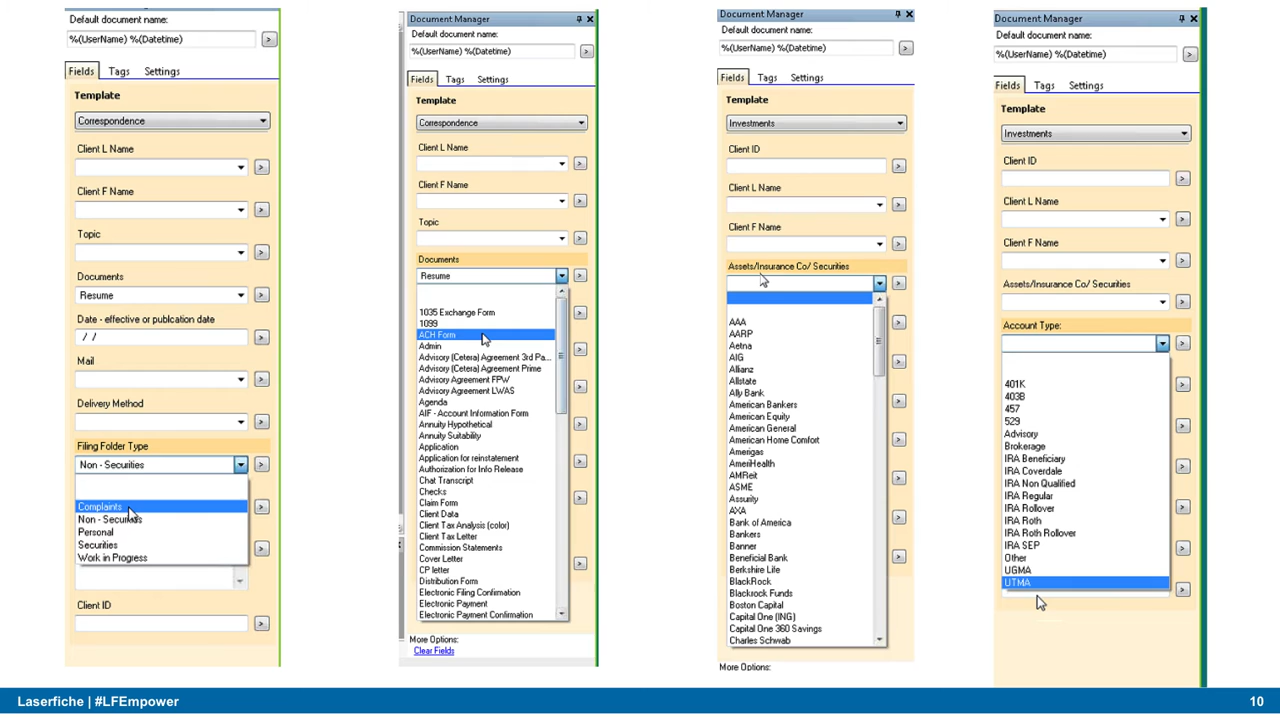 Default document name:
%(UserName) %(Datetime)
>
Fields Tags Settings
Template
Correspondence
Client L Name
>
Client F Name
>
Topic
>
Documents
Resume
>
Date - effective or publcation date
/ /
>
Mail
>
Delivery Method
>
Filing Folder Type
Non - Securities
>
Complaints
>
Non - Securities
Personal
Securities
>
Work in Progress
Client ID
>
Document Manager
Default document name:
%(UserName) %(Datetime)
>
Fields Tags Settings
Template
Correspondence
Client L Name
>
Client F Name
>
Topic
>
Documents
Resume
>
1035 Exchange Form
1099
ACH Form
Admin
Advisory (Cetera) Agreement 3rd Pa...
Advisory (Cetera) Agreement Prime
Advisory Agreement FPW
Advisory Agreement LWAS
Agenda
AIF - Account Information Form
Annuity Hypothetical
Annuity Suitability
Application
Application for reinstatement
Authorization for Info Release
Chat Transcript
Checks
Claim Form
Client Data
Client Tax Analysis (color)
Client Tax Letter
Commission Statements
Cover Letter
CP letter
Distribution Form
Electronic Filing Confirmation
Electronic Payment
Electronic Payment Confirmation
More Options:
Clear Fields
Document Manager
Default document name:
%(UserName) %(Datetime)
>
Fields Tags Settings
Template
Investments
Client ID
>
Client L Name
>
Client F Name
>
Assets/Insurance Co/ Securities
>
AAA
AARP
Aetna
AIG
Allianz
Allstate
Ally Bank
American Bankers
American Equity
American General
American Home Comfort
Amerigas
AmeriHealth
AMReit
ASME
Assurity
AXA
Bank of America
Bankers
Banner
Beneficial Bank
Berkshire Life
BlackRock
Blackrock Funds
Boston Capital
Capital One (ING)
Capital One 360 Savings
Charles Schwab
More Options:
Document Manager
Default document name:
%(UserName) %(Datetime)
>
Fields Tags Settings
Template
Investments
Client ID
>
Client L Name
>
Client F Name
>
Assets/Insurance Co/ Securities
>
Account Type:
>
401K
403B
457
529
Advisory
Brokerage
IRA Beneficiary
IRA Coverdale
IRA Non Qualified
IRA Regular
IRA Rollover
IRA Roth
IRA Roth Rollover
IRA SEP
Other
UGMA
UTMA
Laserfiche | #LFEmpower
10